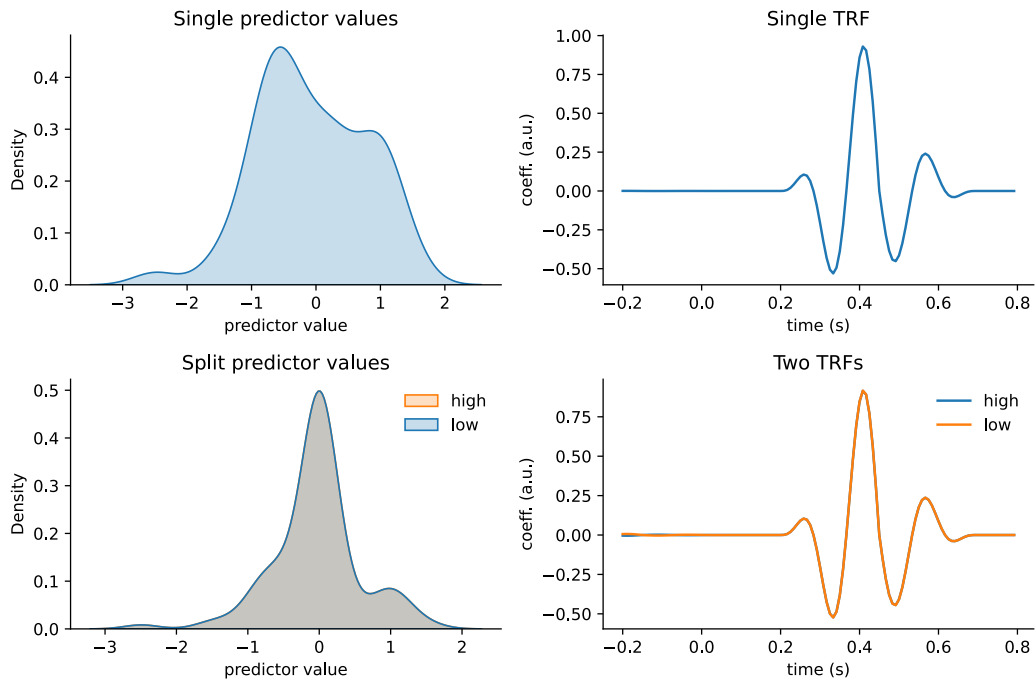 Single predictor values
Density
0.4
0.3
0.2
0.1
0.0
−3 −2 −1 0 1 2
predictor value
Single TRF
coeff. (a.u.)
1.00
0.75
0.50
0.25
0.00
−0.25
−0.50
−0.2 0.0 0.2 0.4 0.6 0.8
time (s)
Split predictor values
Density
0.5
0.4
0.3
0.2
0.1
0.0
high
low
−3 −2 −1 0 1 2
predictor value
Two TRFs
coeff. (a.u.)
0.75
0.50
0.25
0.00
−0.25
−0.50
high
low
−0.2 0.0 0.2 0.4 0.6 0.8
time (s)